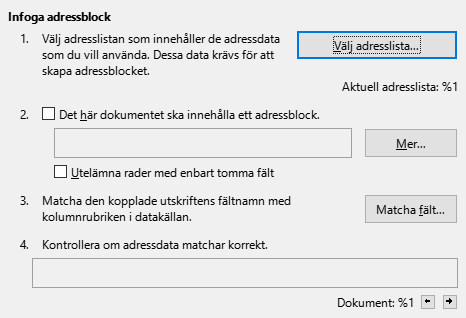 Infoga adressblock
1. Välj adresslistan som innehåller de adressdata
som du vill använda. Dessa data krävs för att
skapa adressblocket.
Välj adresslista...
Aktuell adresslista: %1
2. Det här dokumentet ska innehålla ett adressblock.
Mer...
Utelämna rader med enbart tomma fält
3. Matcha den kopplade utskriftens fältnamn med
kolumnrubriken i datakällan.
Matcha fält...
4. Kontrollera om adressdata matchar korrekt.
Dokument: %1